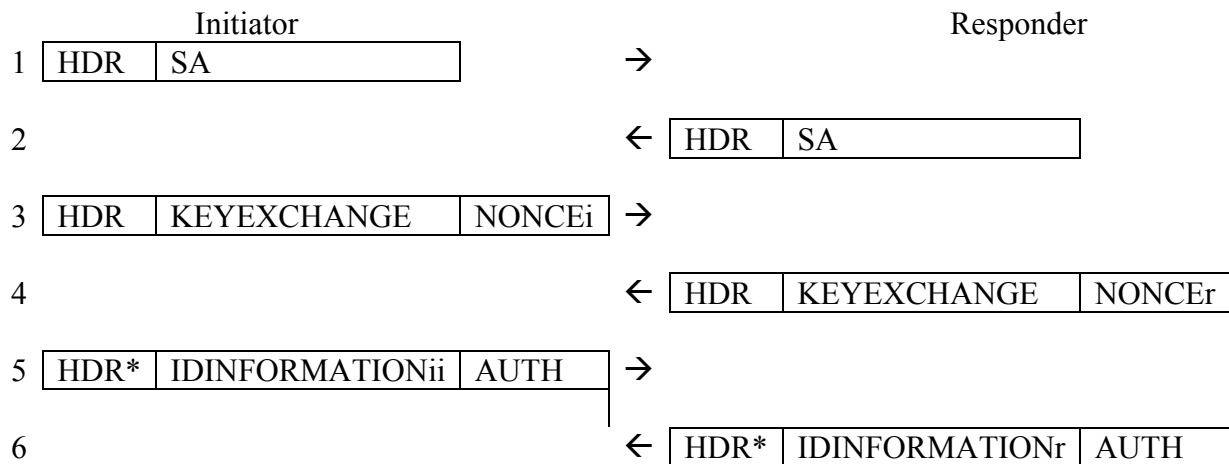 Initiator Responder
1 HDR SA →
2 ← HDR SA
3 HDR KEYEXCHANGE NONCEi →
4 ← HDR KEYEXCHANGE NONCEr
5 HDR* IDINFORMATIONii AUTH →
6 ← HDR* IDINFORMATIONr AUTH